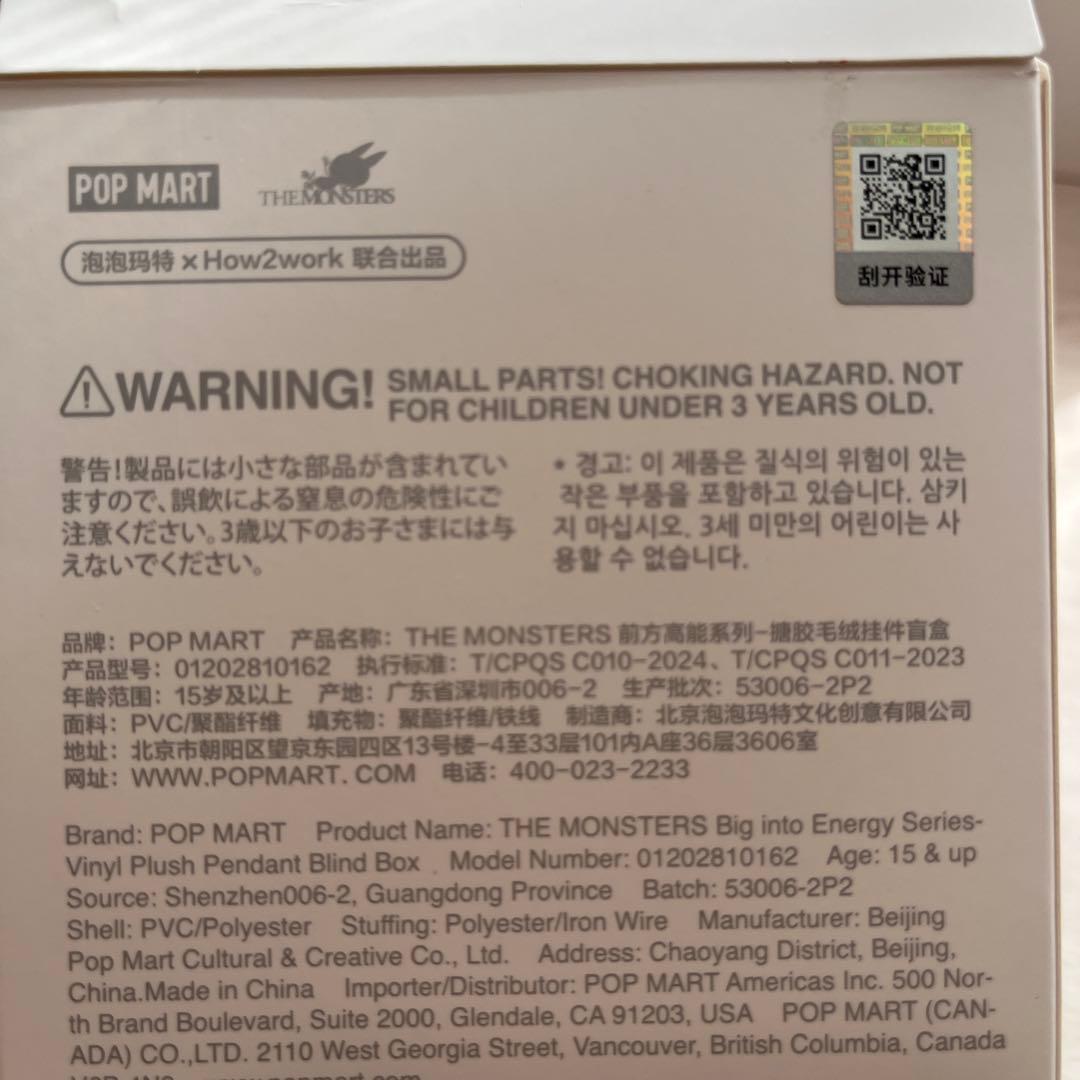 POP MART
THE MONSTERS
泡泡玛特 × How2work 联合出品
刮开验证
WARNING! SMALL PARTS! CHOKING HAZARD. NOT
FOR CHILDREN UNDER 3 YEARS OLD.
警告!製品には小さな部品が含まれてい
ますので、誤飲による窒息の危険性にご
注意ください。3歳以下のお子さまには与
えないでください。
• 경고: 이 제품은 질식의 위험이 있는
작은 부품을 포함하고 있습니다. 삼키
지 마십시오. 3세 미만의 어린이는 사
용할 수 없습니다.
品牌: POP MART 产品名称: THE MONSTERS 前方高能系列-搪胶毛绒挂件盲盒
产品型号: 01202810162 执行标准: T/CPQS C010-2024、T/CPQS C011-2023
年龄范围: 15岁及以上 产地: 广东省深圳市006-2 生产批次: 53006-2P2
面料: PVC/聚酯纤维 填充物: 聚酯纤维/铁线 制造商: 北京泡泡玛特文化创意有限公司
地址: 北京市朝阳区望京东园四区13号楼-4至33层101内A座36层3606室
网址: WWW.POPMART. COM 电话: 400-023-2233
Brand: POP MART Product Name: THE MONSTERS Big into Energy Series-
Vinyl Plush Pendant Blind Box . Model Number: 01202810162 Age: 15 & up
Source: Shenzhen006-2, Guangdong Province Batch: 53006-2P2
Shell: PVC/Polyester Stuffing: Polyester/Iron Wire Manufacturer: Beijing
Pop Mart Cultural & Creative Co., Ltd. Address: Chaoyang District, Beijing,
China.Made in China Importer/Distributor: POP MART Americas Inc. 500 Nor-
th Brand Boulevard, Suite 2000, Glendale, CA 91203, USA POP MART (CAN-
ADA) CO.,LTD. 2110 West Georgia Street, Vancouver, British Columbia, Canada